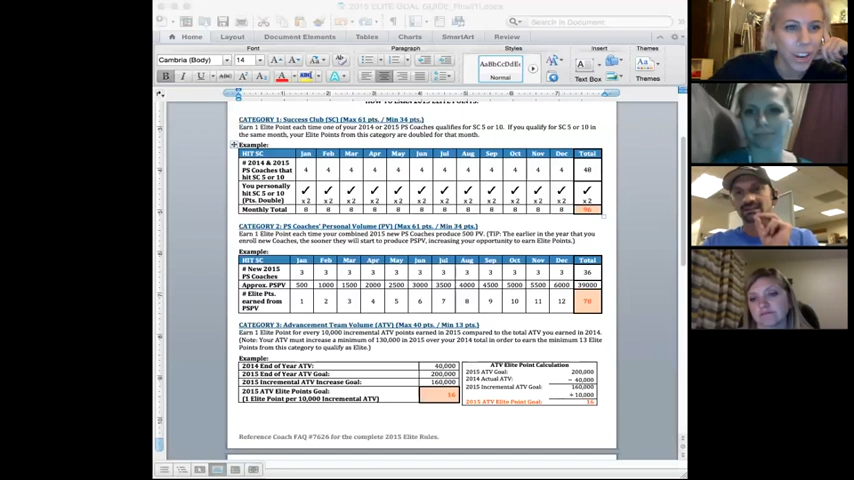 2015 ELITE GOAL GUIDE_Final(1).docx
Search in Document
Home Layout Document Elements Tables Charts SmartArt Review
Font Paragraph Styles Insert Themes
Cambria (Body) 14
AaBbCcDdEe
Normal
Text Box Shape Picture Themes
HOW TO EARN 2015 ELITE POINTS:
CATEGORY 1: Success Club (SC) (Max 61 pts. / Min 34 pts.)
Earn 1 Elite Point each time one of your 2014 or 2015 PS Coaches qualifies for SC 5 or 10. If you qualify for SC 5 or 10 in
the same month, your Elite Points from this category are doubled for that month.
Example:
HIT SC Jan Feb Mar Apr May Jun Jul Aug Sep Oct Nov Dec Total
# 2014 & 2015
PS Coaches that
hit SC 5 or 10 4 4 4 4 4 4 4 4 4 4 4 4 48
You personally
hit SC 5 or 10
(Pts. Double) ✓ x 2 ✓ x 2 ✓ x 2 ✓ x 2 ✓ x 2 ✓ x 2 ✓ x 2 ✓ x 2 ✓ x 2 ✓ x 2 ✓ x 2 ✓ x 2 ✓ x 2
Monthly Total 8 8 8 8 8 8 8 8 8 8 8 8 96
CATEGORY 2: PS Coaches' Personal Volume (PV) (Max 61 pts. / Min 34 pts.)
Earn 1 Elite Point each time your combined 2015 new PS Coaches produce 500 PV. (TIP: The earlier in the year that you
enroll new Coaches, the sooner they will start to produce PSPV, increasing your opportunity to earn Elite Points.)
Example:
HIT SC Jan Feb Mar Apr May Jun Jul Aug Sep Oct Nov Dec Total
# New 2015
PS Coaches 3 3 3 3 3 3 3 3 3 3 3 3 36
Approx. PSPV 500 1000 1500 2000 2500 3000 3500 4000 4500 5000 5500 6000 39000
# Elite Pts.
earned from
PSPV 1 2 3 4 5 6 7 8 9 10 11 12 78
CATEGORY 3: Advancement Team Volume (ATV) (Max 40 pts. / Min 13 pts.)
Earn 1 Elite Point for every 10,000 incremental ATV points earned in 2015 compared to the total ATV you earned in 2014.
(Note: Your ATV must increase a minimum of 130,000 in 2015 over your 2014 total in order to earn the minimum 13 Elite
Points from this category to qualify as Elite.)
Example:
2014 End of Year ATV: 40,000
2015 End of Year ATV Goal: 200,000
2015 Incremental ATV Increase Goal: 160,000
2015 ATV Elite Points Goal:
(1 Elite Point per 10,000 Incremental ATV) 16
ATV Elite Point Calculation
2015 ATV Goal: 200,000
2014 Actual ATV: − 40,000
2015 Incremental ATV Goal: 160,000
÷ 10,000
2015 ATV Elite Point Goal: 16
Reference Coach FAQ #7626 for the complete 2015 Elite Rules.